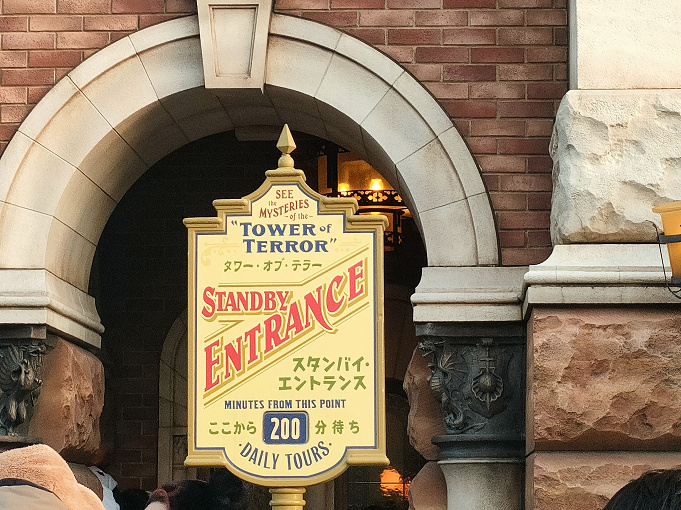 SEE
the
MYSTERIES
-of the-
"TOWER of
TERROR"
タワー・オブ・テラー
STANDBY
ENTRANCE
スタンバイ・
エントランス
MINUTES FROM THIS POINT
ここから 200 分待ち
·DAILY TOURS·